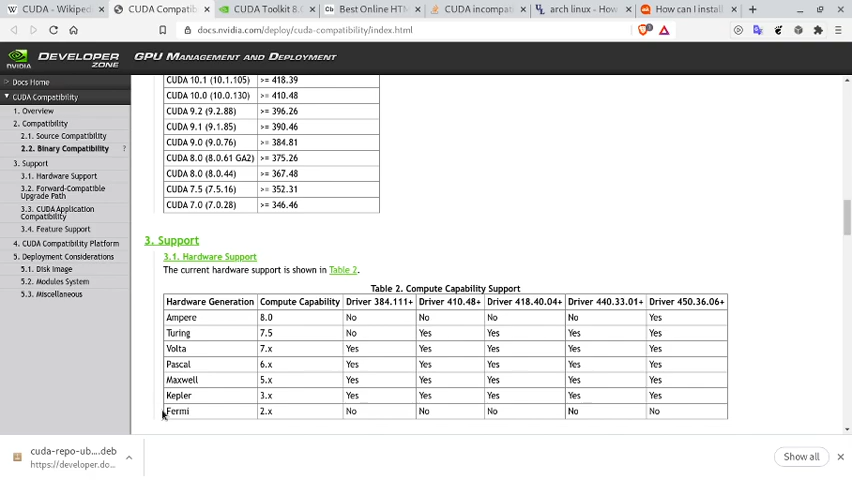 CUDA - Wikiped
CUDA Compatib
CUDA Toolkit 8.
Best Online HT
CUDA incompat
arch linux - How
How can I install
docs.nvidia.com/deploy/cuda-compatibility/index.html
NVIDIA
DEVELOPER ZONE
GPU MANAGEMENT AND DEPLOYMENT
Docs Home
CUDA Compatibility
1. Overview
2. Compatibility
2.1. Source Compatibility
2.2. Binary Compatibility ?
3. Support
3.1. Hardware Support
3.2. Forward-Compatible
Upgrade Path
3.3. CUDA Application
Compatibility
3.4. Feature Support
4. CUDA Compatibility Platform
5. Deployment Considerations
5.1. Disk Image
5.2. Modules System
5.3. Miscellaneous
CUDA 10.1 (10.1.105) >= 418.39
CUDA 10.0 (10.0.130) >= 410.48
CUDA 9.2 (9.2.88) >= 396.26
CUDA 9.1 (9.1.85) >= 390.46
CUDA 9.0 (9.0.76) >= 384.81
CUDA 8.0 (8.0.61 GA2) >= 375.26
CUDA 8.0 (8.0.44) >= 367.48
CUDA 7.5 (7.5.16) >= 352.31
CUDA 7.0 (7.0.28) >= 346.46
3. Support
3.1. Hardware Support
The current hardware support is shown in Table 2.
Table 2. Compute Capability Support
Hardware Generation Compute Capability Driver 384.111+ Driver 410.48+ Driver 418.40.04+ Driver 440.33.01+ Driver 450.36.06+
Ampere 8.0 No No No No Yes
Turing 7.5 No Yes Yes Yes Yes
Volta 7.x Yes Yes Yes Yes Yes
Pascal 6.x Yes Yes Yes Yes Yes
Maxwell 5.x Yes Yes Yes Yes Yes
Kepler 3.x Yes Yes Yes Yes Yes
Fermi 2.x No No No No No
cuda-repo-ub....deb
https://developer.do...
Show all